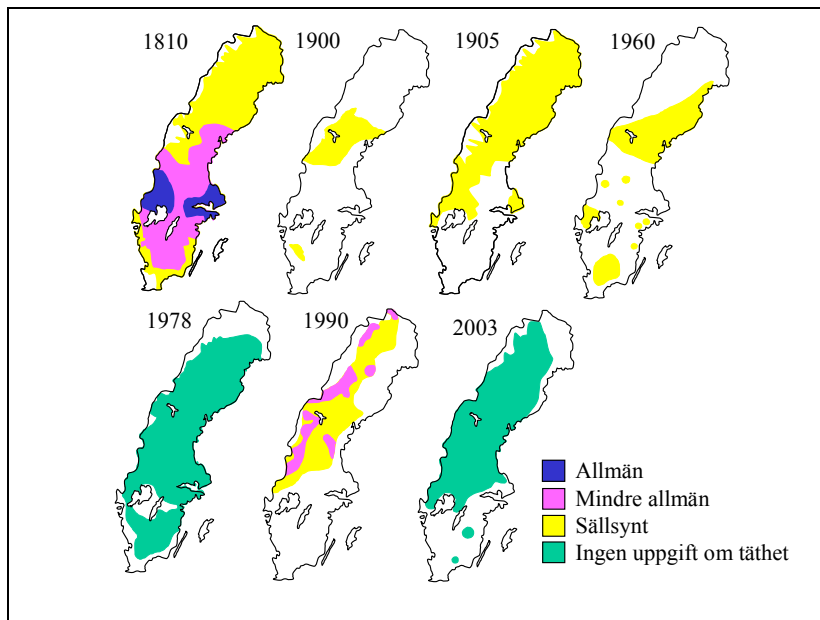 1810
1900
1905
1960
1978
1990
2003
Allmän
Mindre allmän
Sällsynt
Ingen uppgift om täthet